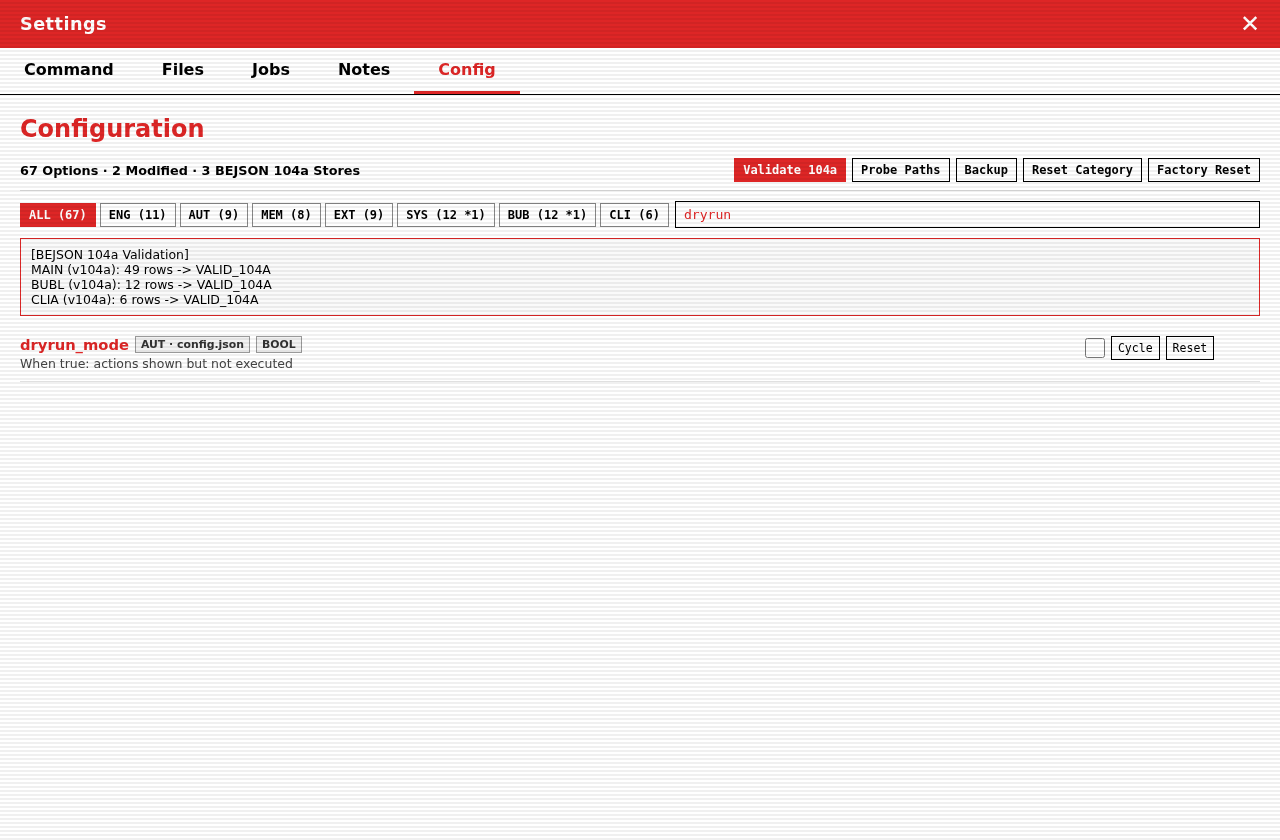 Settings ✕
Command Files Jobs Notes Config
Configuration
67 Options · 2 Modified · 3 BEJSON 104a Stores Validate 104a Probe Paths Backup Reset Category Factory Reset
ALL (67) ENG (11) AUT (9) MEM (8) EXT (9) SYS (12 *1) BUB (12 *1) CLI (6) dryrun
[BEJSON 104a Validation]
MAIN (v104a): 49 rows -> VALID_104A
BUBL (v104a): 12 rows -> VALID_104A
CLIA (v104a): 6 rows -> VALID_104A
dryrun_mode AUT · config.json BOOL Cycle Reset
When true: actions shown but not executed